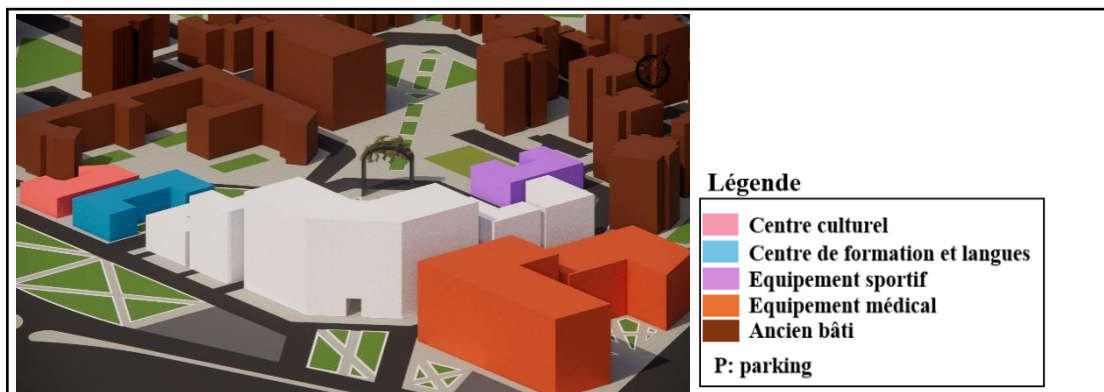 Légende
Centre culturel
Centre de formation et langues
Equipement sportif
Equipement médical
Ancien bâti
P: parking